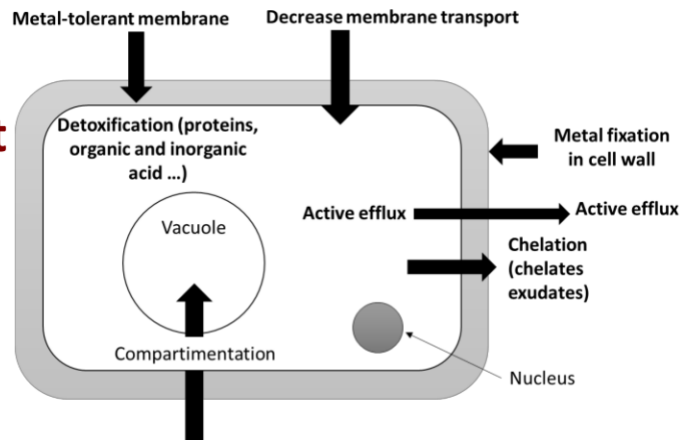 Metal-tolerant membrane
Decrease membrane transport
t
Detoxification (proteins,
organic and inorganic
acid ...)
Metal fixation
in cell wall
Vacuole
Active efflux
Active efflux
Chelation
(chelates
exudates)
Compartimentation
Nucleus